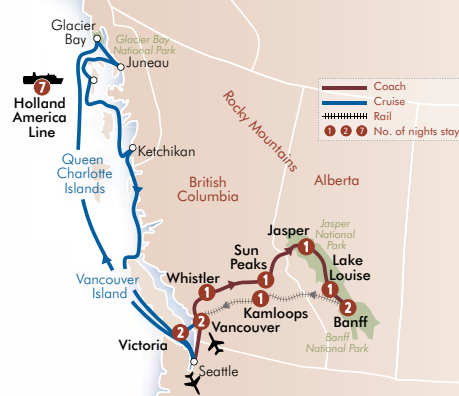 Glacier
Bay
Glacier Bay
National Park
Juneau
7
Holland
America
Line
Coach
Cruise
Rail
1 2 7 No. of nights stay
Rocky Mountains
Ketchikan
Queen
Charlotte
Islands
British
Columbia
Alberta
Jasper
National
Park
Jasper
1
Sun
Peaks
1
Lake
Louise
1
Whistler
1
Vancouver
Island
1
Kamloops
2
Banff
2
Vancouver
2
Victoria
Banff
National Park
Seattle